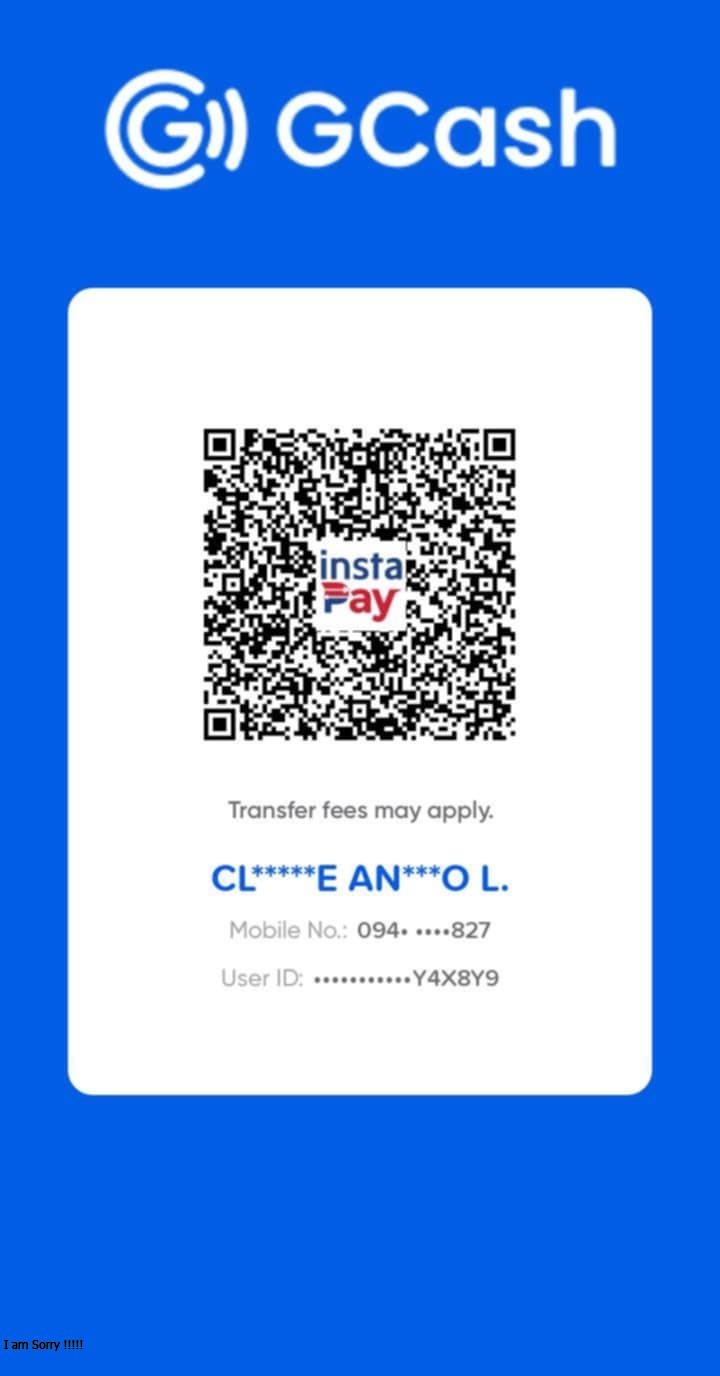 GCash
insta
Pay
Transfer fees may apply.
CL*****E AN***O L.
Mobile No.: 094• ••••827
User ID: •••••••••••Y4X8Y9
I am Sorry !!!!!